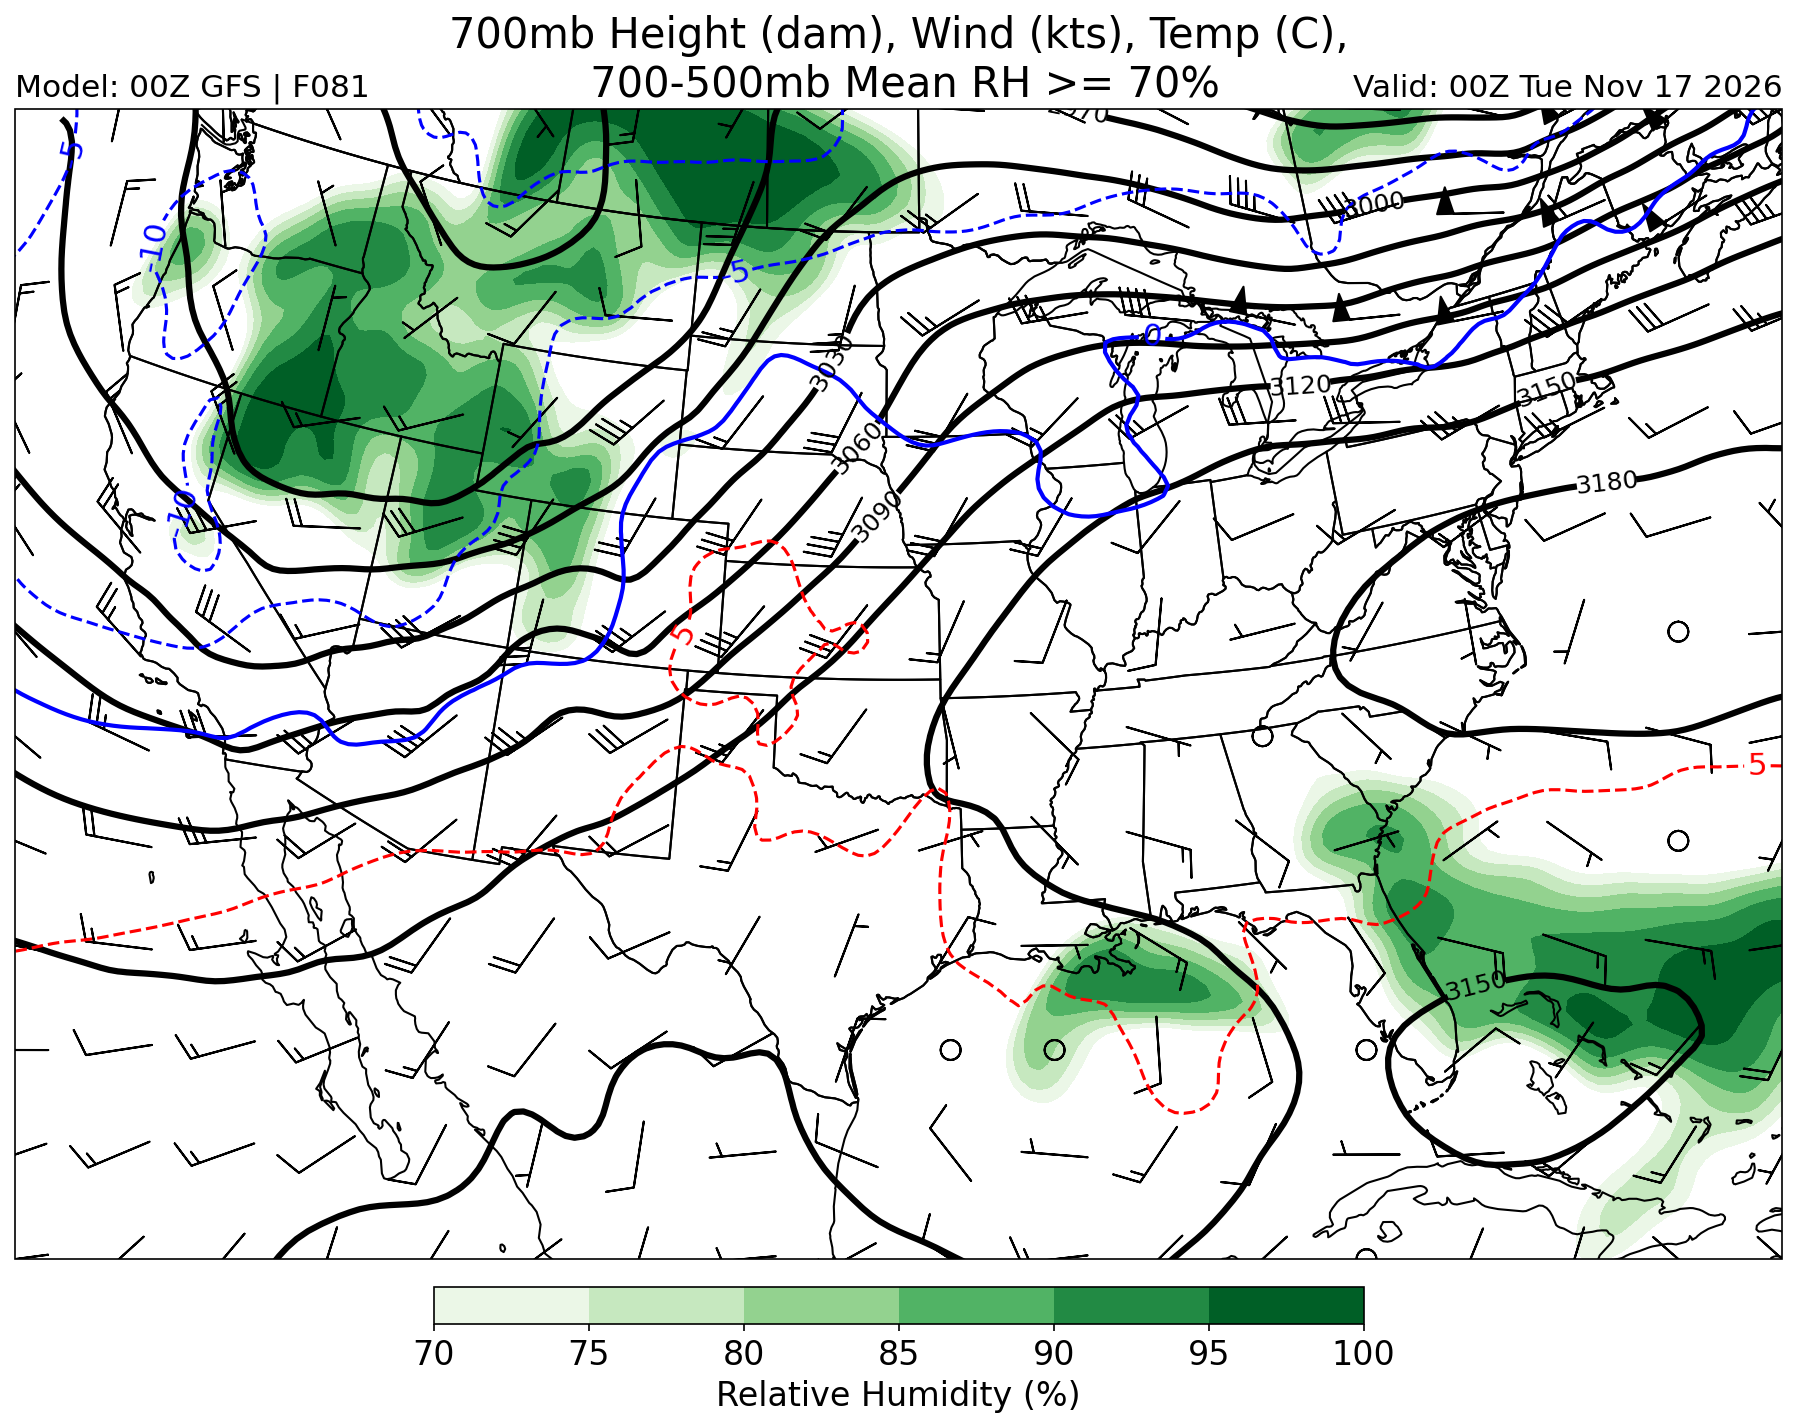 700mb Height (dam), Wind (kts), Temp (C),
700-500mb Mean RH >= 70%
Model: 00Z GFS | F081
Valid: 00Z Tue Nov 17 2026
5
-10
-5
3000
0
3030
3120
3150
3060
3180
3090
-10
5
5
3150
70 75 80 85 90 95 100
Relative Humidity (%)